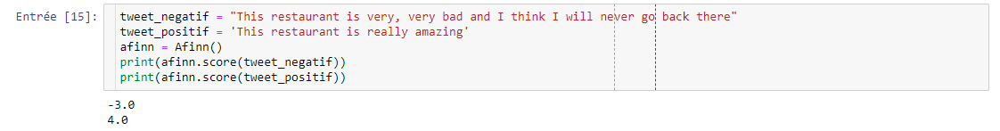 Entrée [15]: tweet_negatif = "This restaurant is very, very bad and I think I will never go back there"
tweet_positif = 'This restaurant is really amazing'
afinn = Afinn()
print(afinn.score(tweet_negatif))
print(afinn.score(tweet_positif))
-3.0
4.0